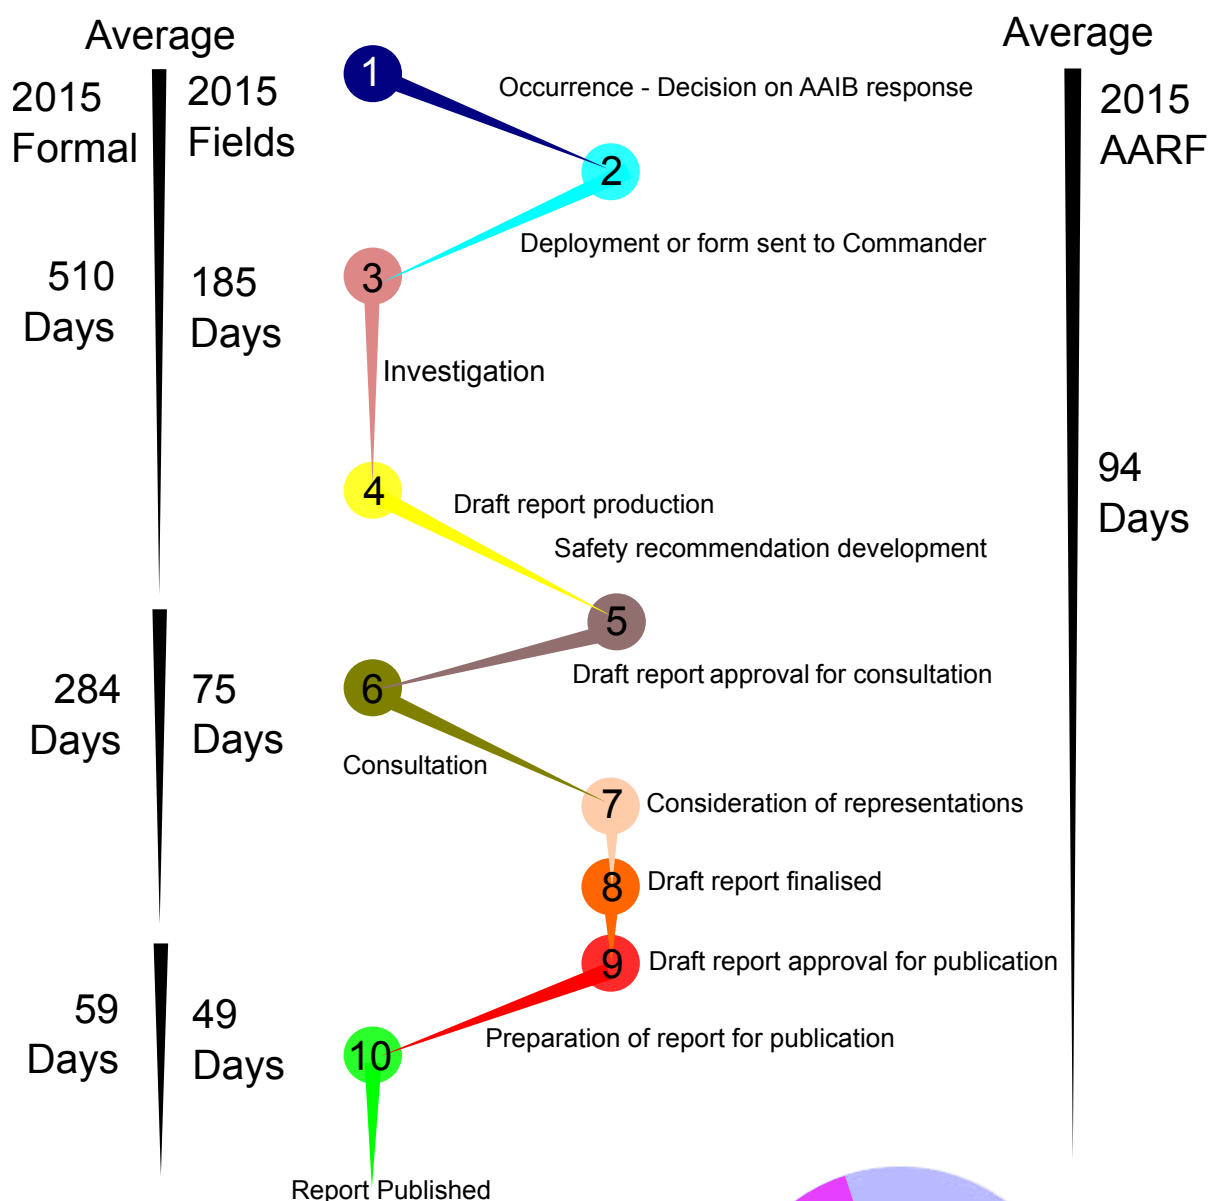 Average
2015
Formal
2015
Fields
510
Days
185
Days
284
Days
75
Days
59
Days
49
Days
1
Occurrence - Decision on AAIB response
2
Deployment or form sent to Commander
3
Investigation
4
Draft report production
Safety recommendation development
5
Draft report approval for consultation
6
Consultation
7
Consideration of representations
8
Draft report finalised
9
Draft report approval for publication
Preparation of report for publication
10
Report Published
Average
2015
AARF
94
Days